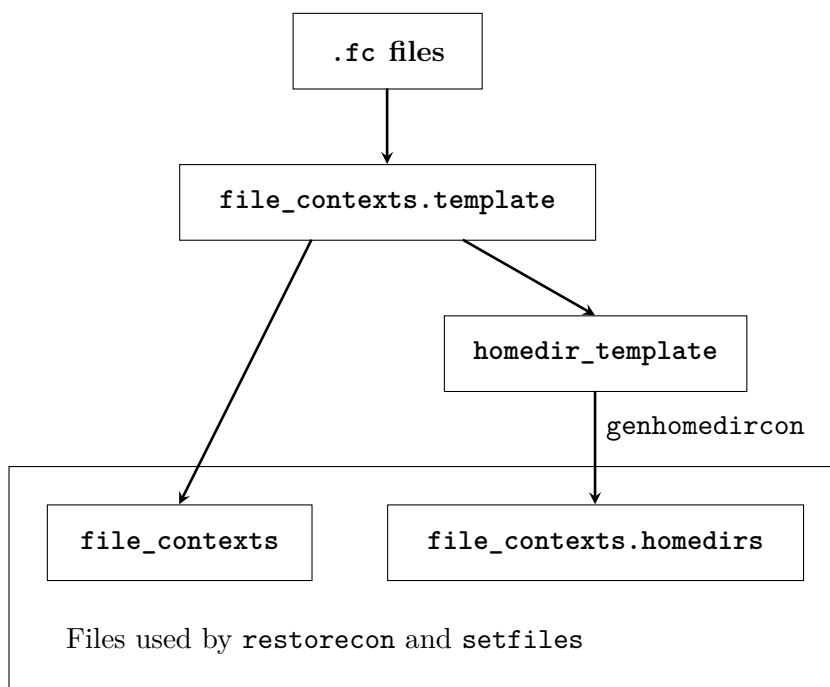 .fc files
file_contexts.template
homedir_template
genhomedircon
file_contexts
file_contexts.homedirs
Files used by restorecon and setfiles